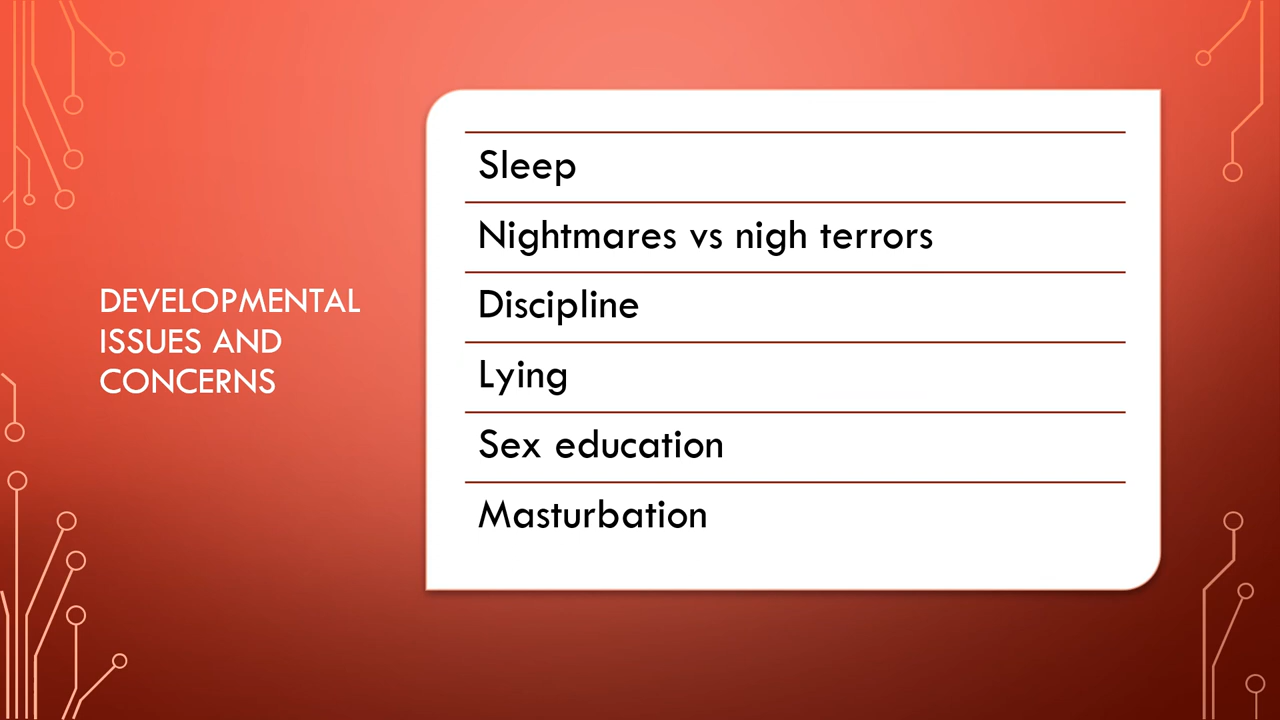 DEVELOPMENTAL
ISSUES AND
CONCERNS
Sleep
Nightmares vs nigh terrors
Discipline
Lying
Sex education
Masturbation